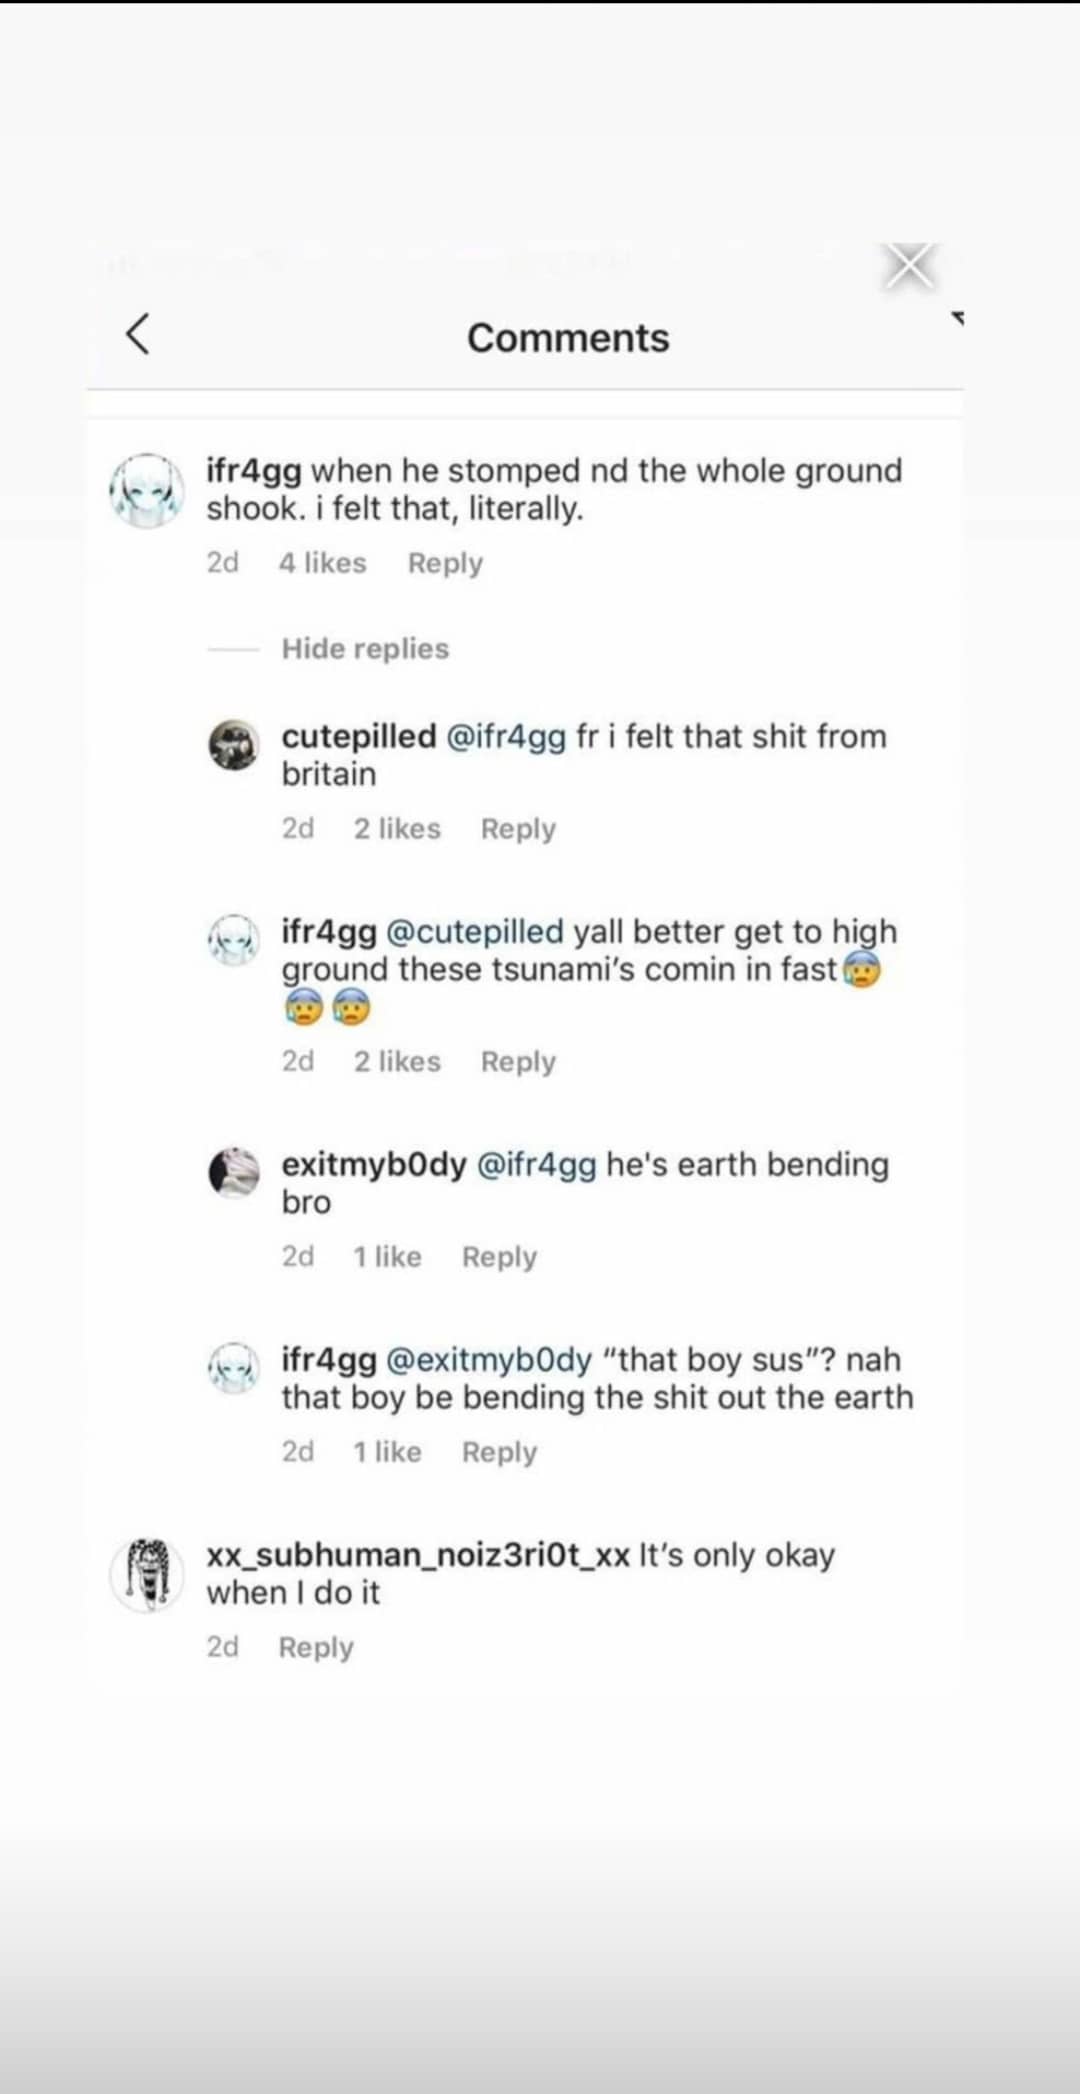 Comments
ifr4gg when he stomped nd the whole ground
shook. i felt that, literally.
2d 4 likes Reply
Hide replies
cutepilled @ifr4gg fr i felt that shit from
britain
2d 2 likes Reply
ifr4gg @cutepilled yall better get to high
ground these tsunami's comin in fast😰
😰😰
2d 2 likes Reply
exitmyb0dy @ifr4gg he's earth bending
bro
2d 1 like Reply
ifr4gg @exitmyb0dy “that boy sus”? nah
that boy be bending the shit out the earth
2d 1 like Reply
xx_subhuman_noiz3ri0t_xx It's only okay
when I do it
2d Reply